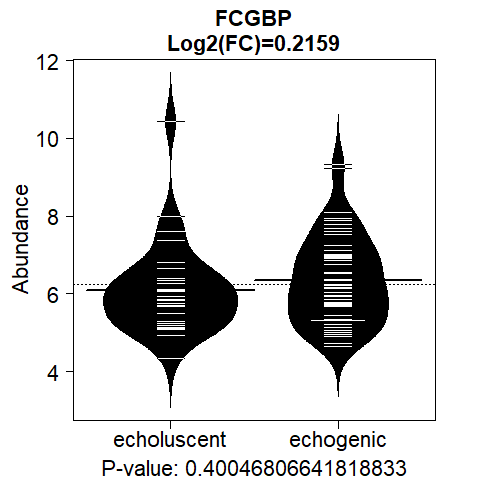 FCGBP
Log2(FC)=0.2159
12
10
8
6
4
Abundance
echoluscent echogenic
P-value: 0.40046806641818833